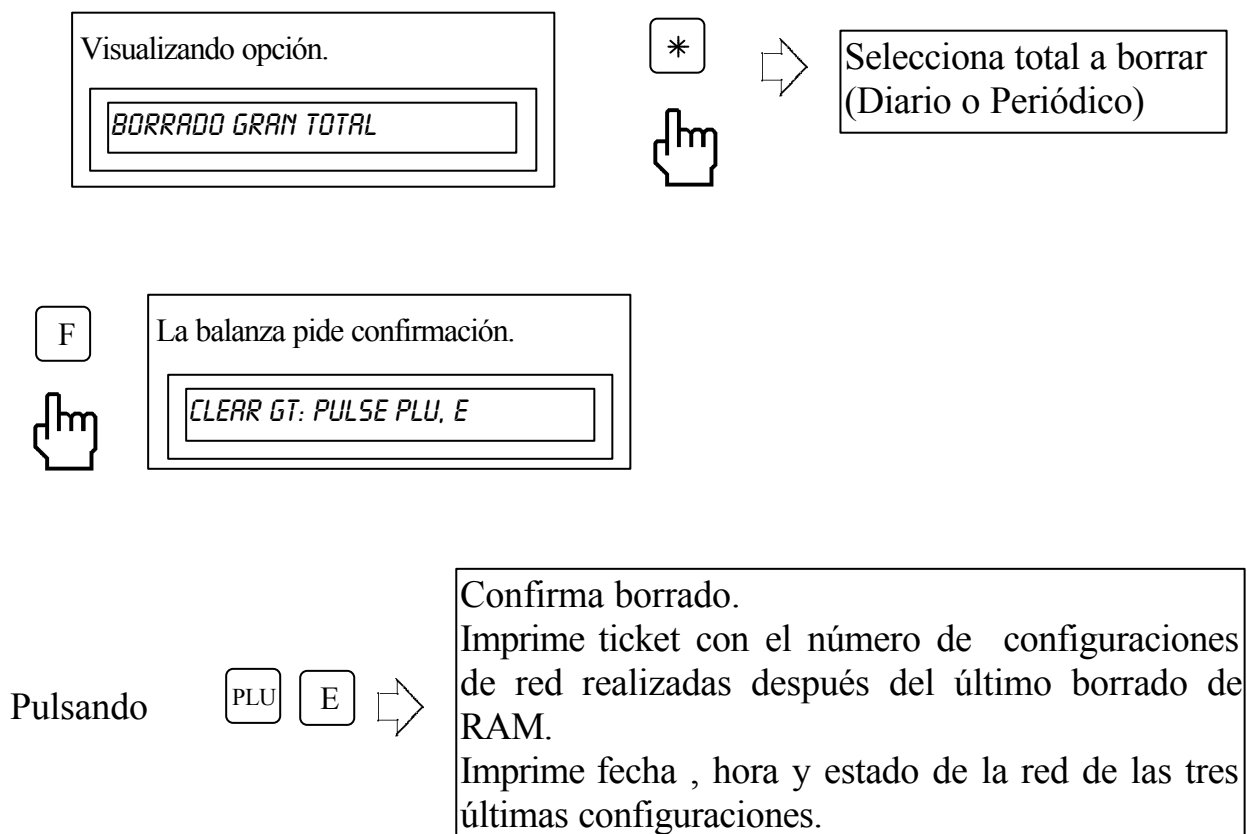 Visualizando opción.
BORRADO GRAN TOTAL
*
Selecciona total a borrar
(Diario o Periódico)
F
La balanza pide confirmación.
CLEAR GT: PULSE PLU, E
Pulsando
PLU
E
Confirma borrado.
Imprime ticket con el número de configuraciones
de red realizadas después del último borrado de
RAM.
Imprime fecha , hora y estado de la red de las tres
últimas configuraciones.